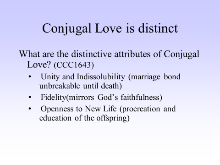 Conjugal Love is distinct
What are the distinctive attributes of Conjugal
Love? (CCC1643)
• Unity and Indissolubility (marriage bond
unbreakable until death)
• Fidelity(mirrors God's faithfulness)
• Openness to New Life (procreation and
education of the offspring)